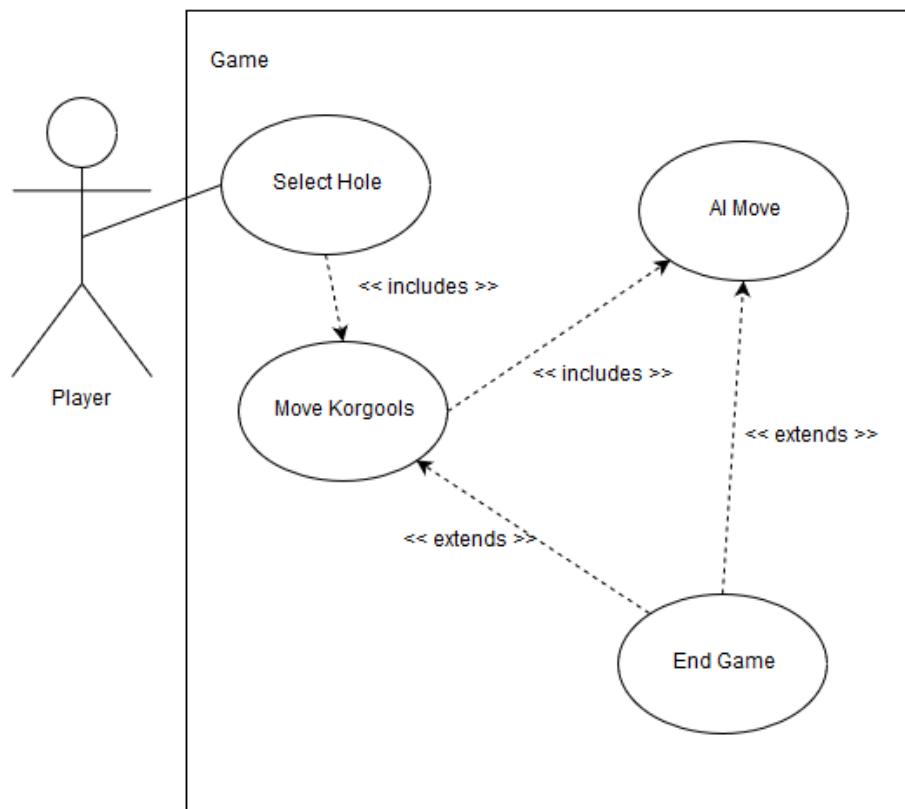 Game
Select Hole
AI Move
<< includes >>
<< includes >>
Player
Move Korgools
<< extends >>
<< extends >>
End Game